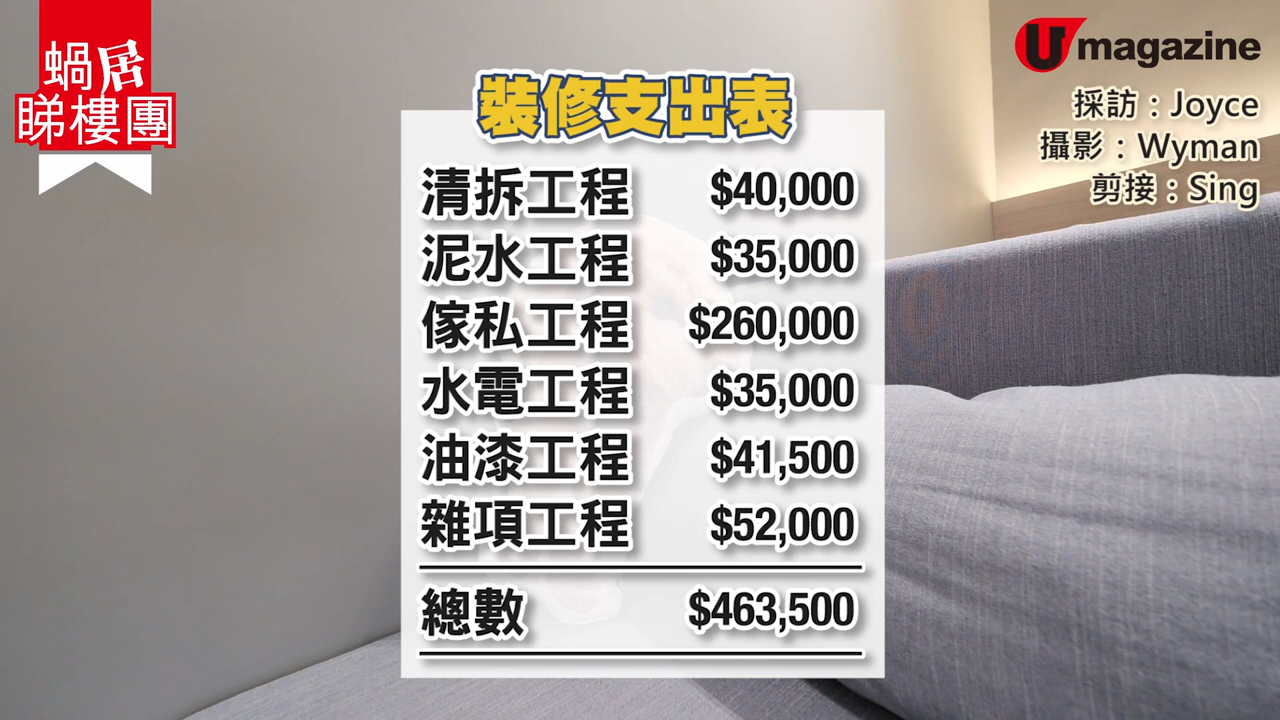 蝸居
睇樓團
U magazine
採訪：Joyce
攝影：Wyman
剪接：Sing
裝修支出表
清拆工程 $40,000
泥水工程 $35,000
傢私工程 $260,000
水電工程 $35,000
油漆工程 $41,500
雜項工程 $52,000
總數 $463,500